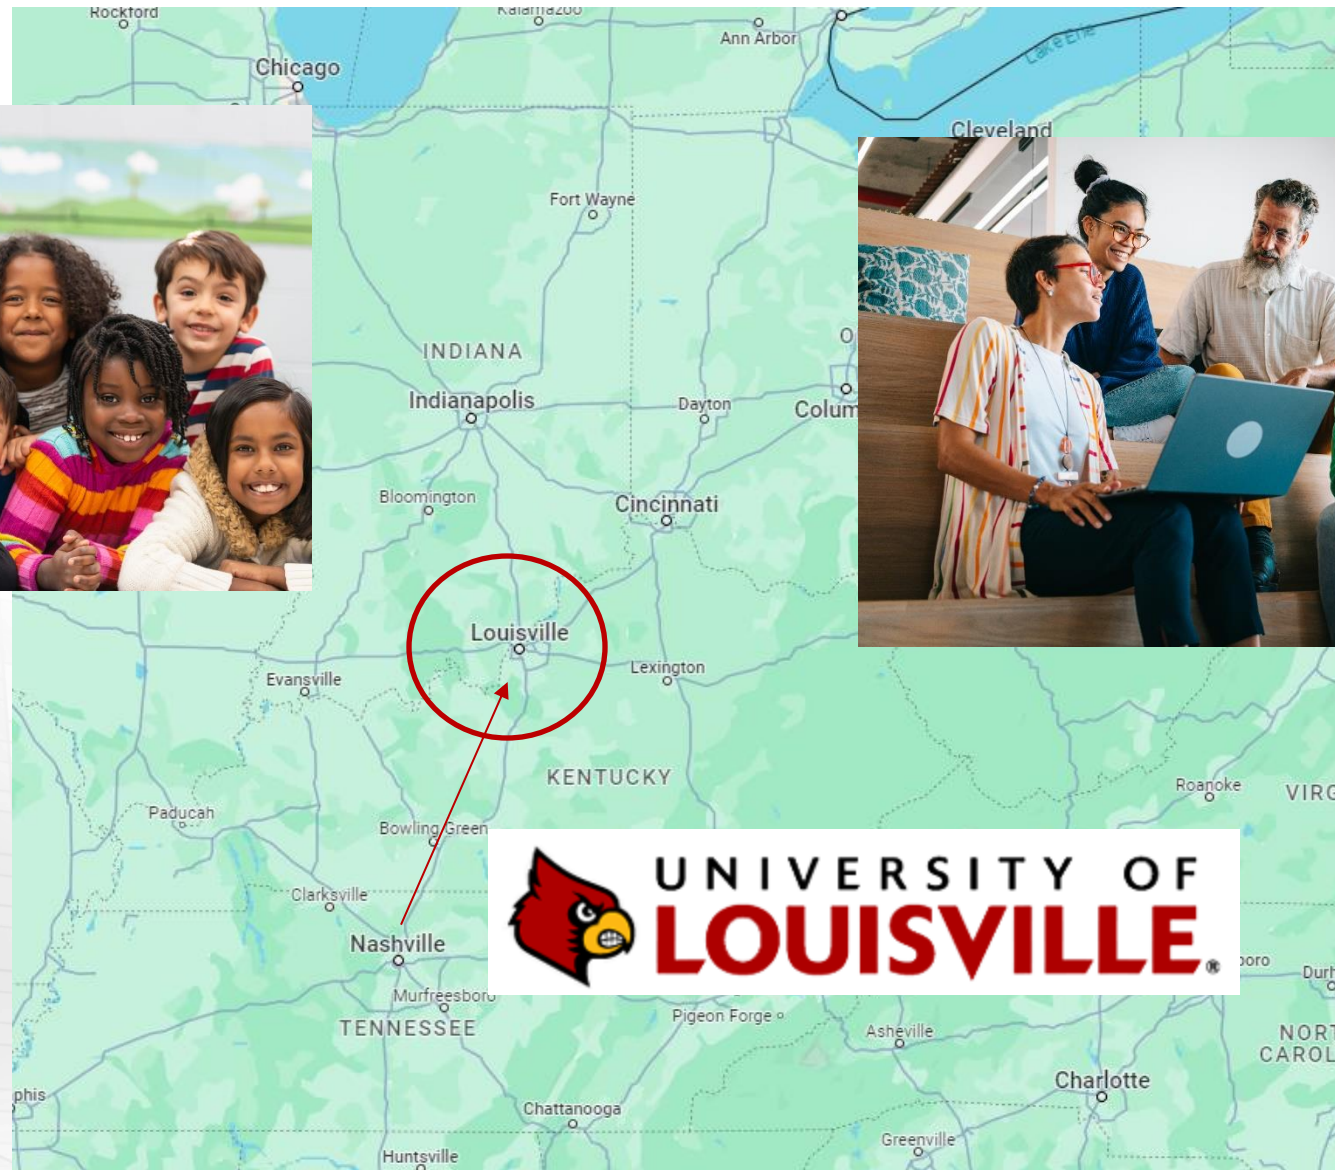 Rockford
Kalamazoo
Ann Arbor
Lake Erie
Chicago
Cleveland
Fort Wayne
INDIANA
Indianapolis
Dayton
Colum
O
Bloomington
Cincinnati
Louisville
Lexington
Evansville
KENTUCKY
Roanoke
VIRG
Paducah
Bowling Green
UNIVERSITY OF
LOUISVILLE®
Clarksville
Nashville
boro
Durh
Murfreesboro
TENNESSEE
Pigeon Forge
Asheville
NORT
CAROL
Charlotte
phis
Chattanooga
Greenville
Huntsville